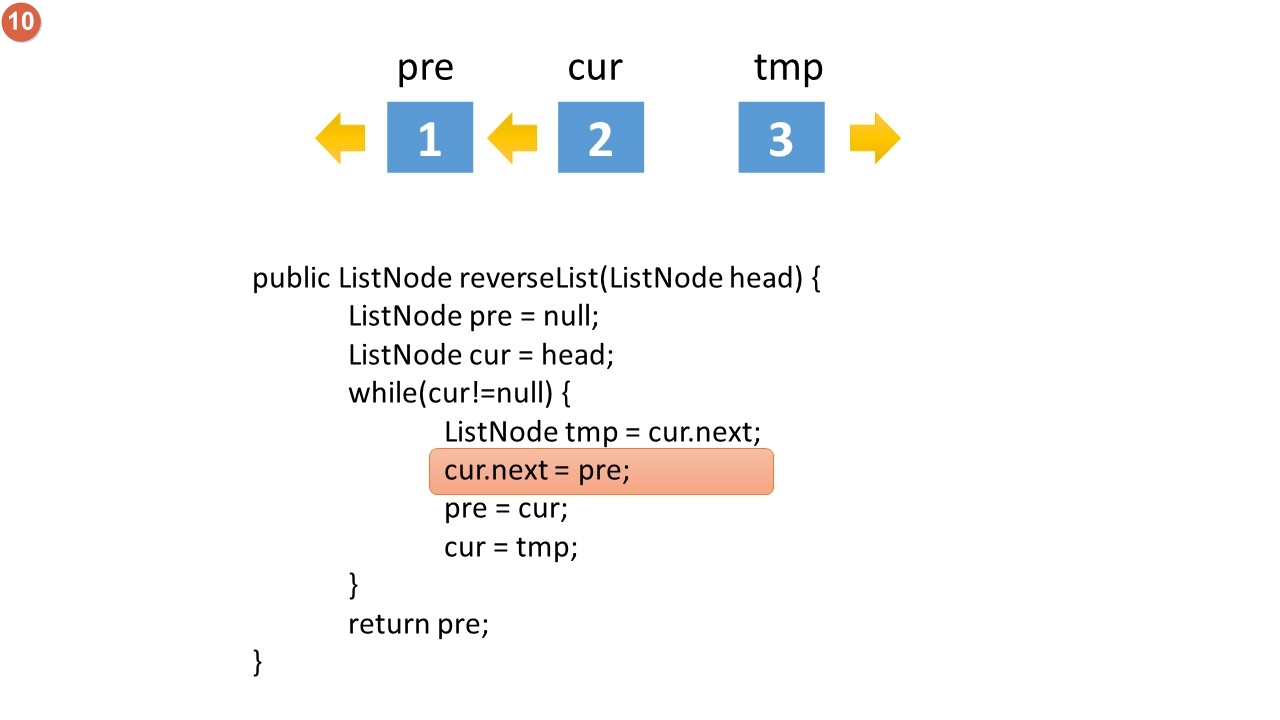 10
pre cur tmp
1 2 3
public ListNode reverseList(ListNode head) {
ListNode pre = null;
ListNode cur = head;
while(cur!=null) {
ListNode tmp = cur.next;
cur.next = pre;
pre = cur;
cur = tmp;
}
return pre;
}